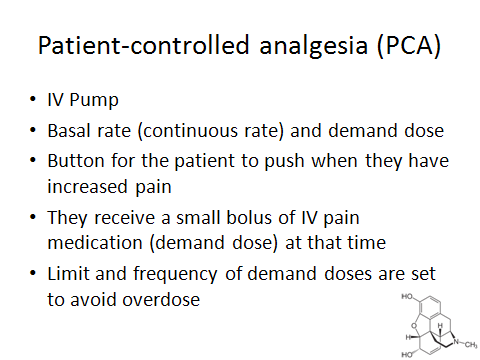 Patient-controlled analgesia (PCA)
• IV Pump
• Basal rate (continuous rate) and demand dose
• Button for the patient to push when they have
increased pain
• They receive a small bolus of IV pain
medication (demand dose) at that time
• Limit and frequency of demand doses are set
to avoid overdose
HO
O
H
H
N
CH₃
HO